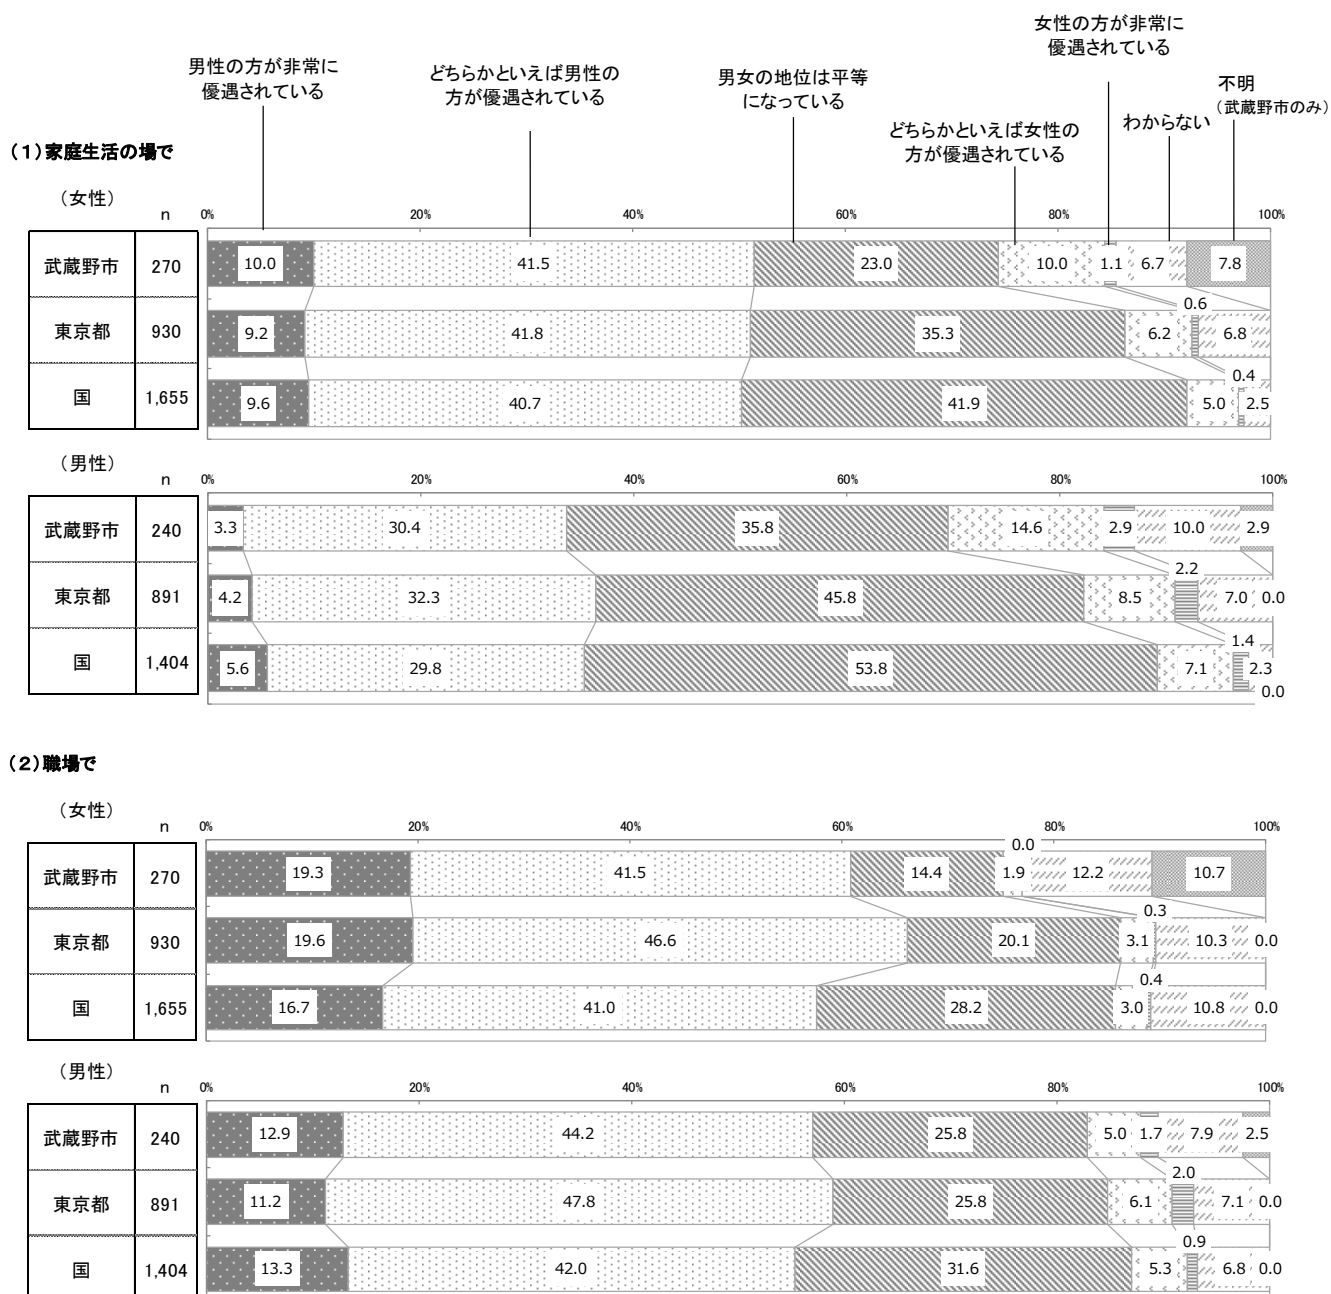 女性の方が非常に
優遇されている
男性の方が非常に
優遇されている
どちらかといえば男性の
方が優遇されている
男女の地位は平等
になっている
不明
（武蔵野市のみ）
どちらかといえば女性の
方が優遇されている
わからない
（1）家庭生活の場で
（女性）
n 0% 20% 40% 60% 80% 100%
武蔵野市 270 10.0 41.5 23.0 10.0 1.1 6.7 7.8
0.6
東京都 930 9.2 41.8 35.3 6.2 6.8
0.4
国 1,655 9.6 40.7 41.9 5.0 2.5
（男性）
n 0% 20% 40% 60% 80% 100%
武蔵野市 240 3.3 30.4 35.8 14.6 2.9 10.0 2.9
2.2
東京都 891 4.2 32.3 45.8 8.5 7.0 0.0
1.4
国 1,404 5.6 29.8 53.8 7.1 2.3
0.0
（2）職場で
（女性）
n 0% 20% 40% 60% 80% 100%
0.0
武蔵野市 270 19.3 41.5 14.4 1.9 12.2 10.7
0.3
東京都 930 19.6 46.6 20.1 3.1 10.3 0.0
0.4
国 1,655 16.7 41.0 28.2 3.0 10.8 0.0
（男性）
n 0% 20% 40% 60% 80% 100%
武蔵野市 240 12.9 44.2 25.8 5.0 1.7 7.9 2.5
2.0
東京都 891 11.2 47.8 25.8 6.1 7.1 0.0
0.9
国 1,404 13.3 42.0 31.6 5.3 6.8 0.0